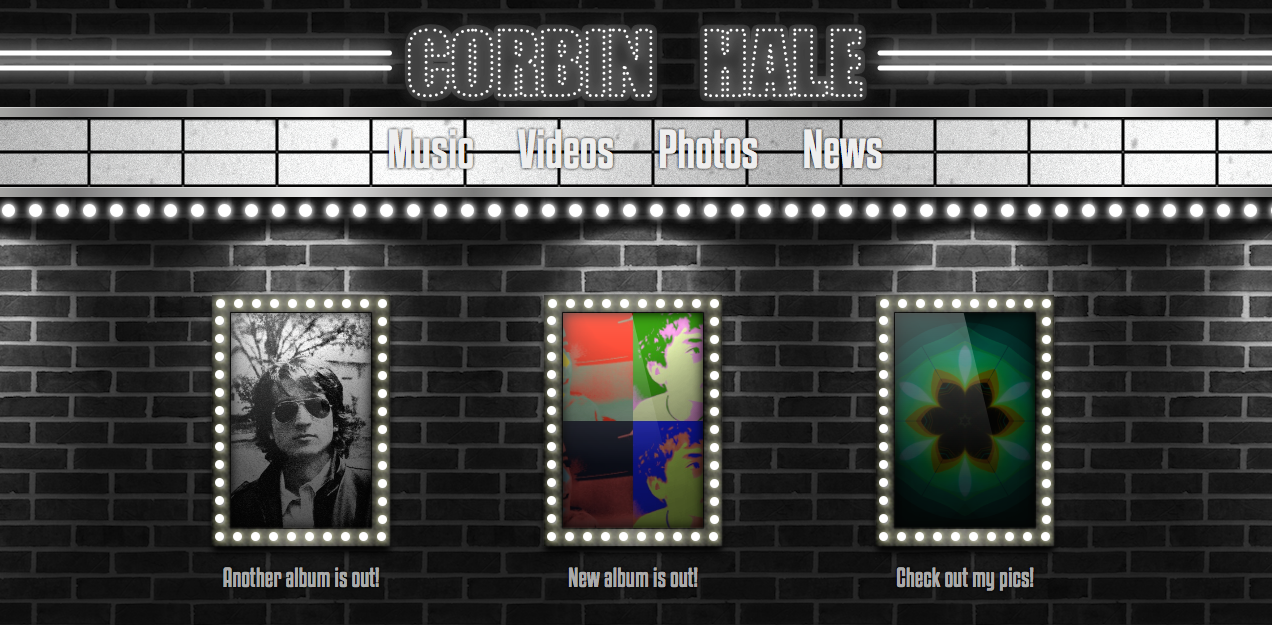 CORBIN HALE
Music Videos Photos News
Another album is out!
New album is out!
Check out my pics!